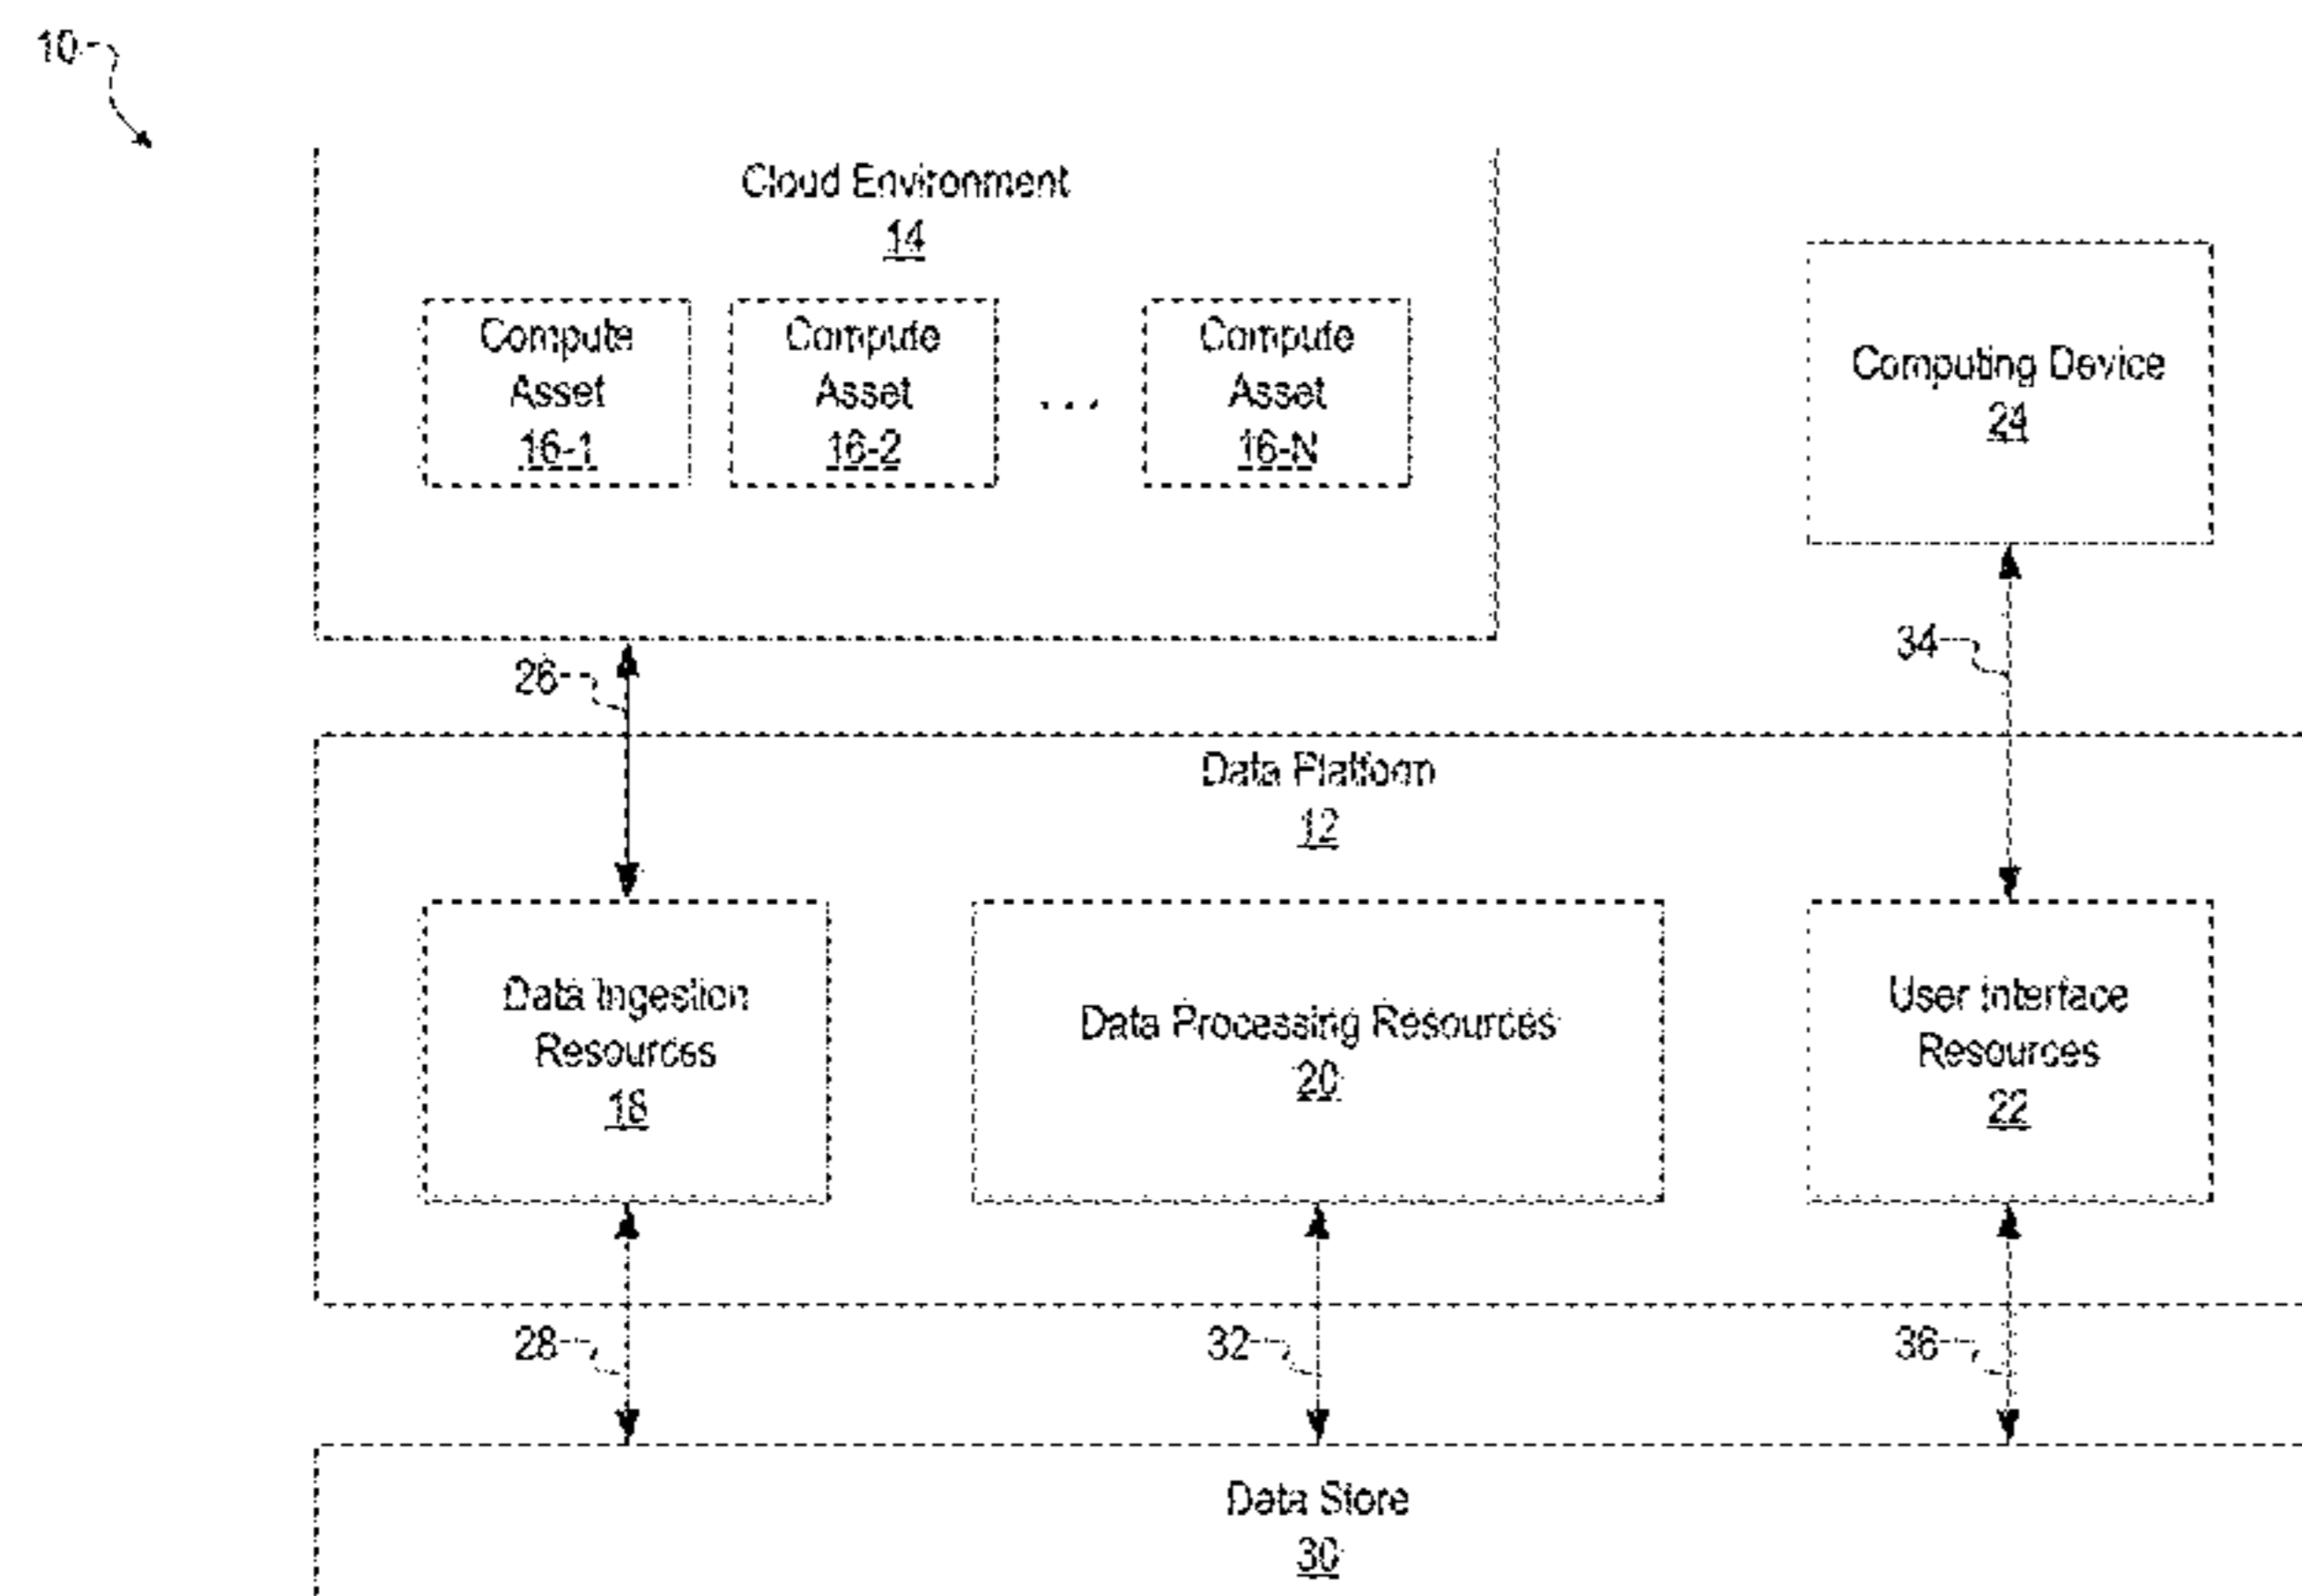 10
Cloud Environment
14
Compute
Asset
16-1
Compute
Asset
16-2
...
Compute
Asset
16-N
Computing Device
24
26
34
Data Platform
12
Data Ingestion
Resources
18
Data Processing Resources
20
User Interface
Resources
22
28
32
36
Data Store
30